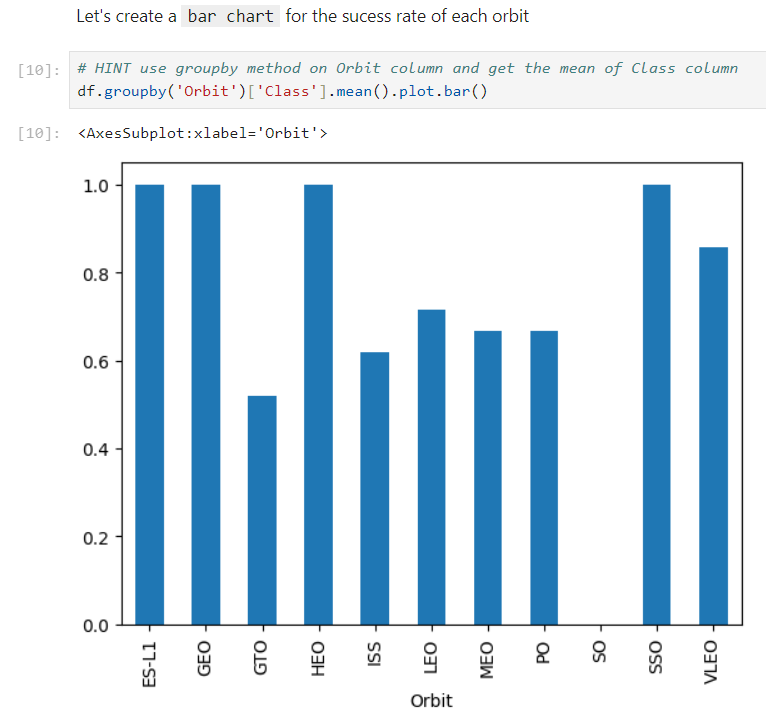 Let's create a bar chart for the sucess rate of each orbit
[10]: # HINT use groupby method on Orbit column and get the mean of Class column
df.groupby('Orbit')['Class'].mean().plot.bar()
[10]: <AxesSubplot:xlabel='Orbit'>
1.0
0.8
0.6
0.4
0.2
0.0
ES-L1
GEO
GTO
HEO
ISS
LEO
MEO
PO
SO
SSO
VLEO
Orbit